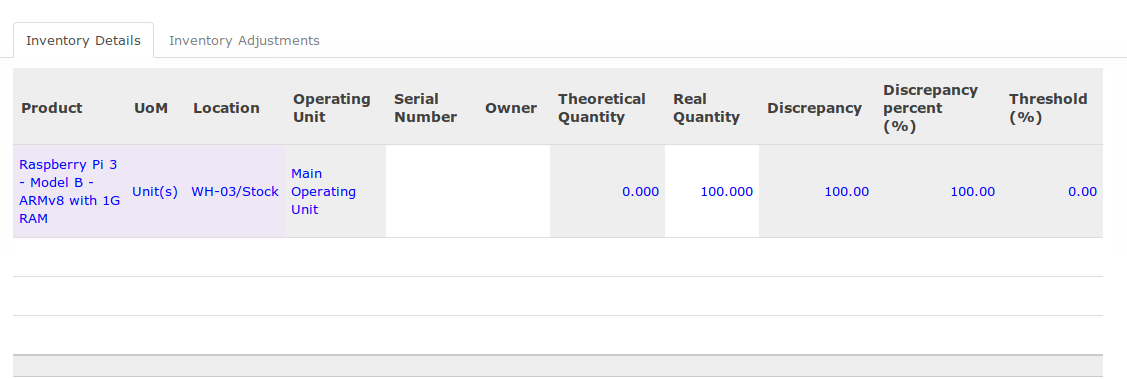 Inventory Details Inventory Adjustments
Product UoM Location Operating Unit Serial Number Owner Theoretical Quantity Real Quantity Discrepancy Discrepancy percent (%) Threshold (%)
Raspberry Pi 3 - Model B - ARMv8 with 1G RAM Unit(s) WH-03/Stock Main Operating Unit 0.000 100.000 100.00 100.00 0.00